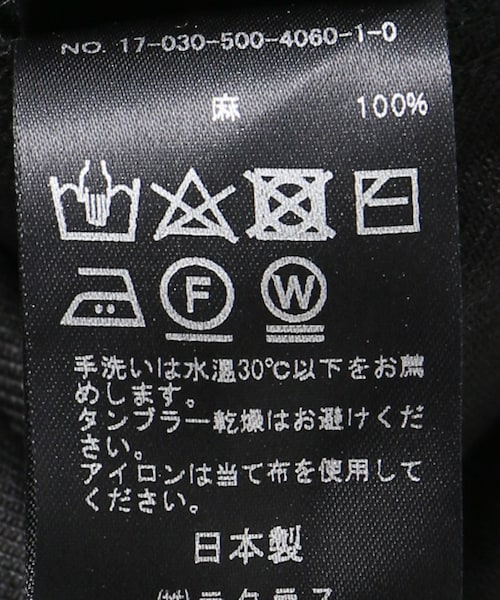 NO. 17-030-500-4060-1-0
麻 100%
F W
手洗いは水温30℃以下をお薦
めします。
タンブラー乾燥はお避けくだ
さい。
アイロンは当て布を使用して
ください。
日本製